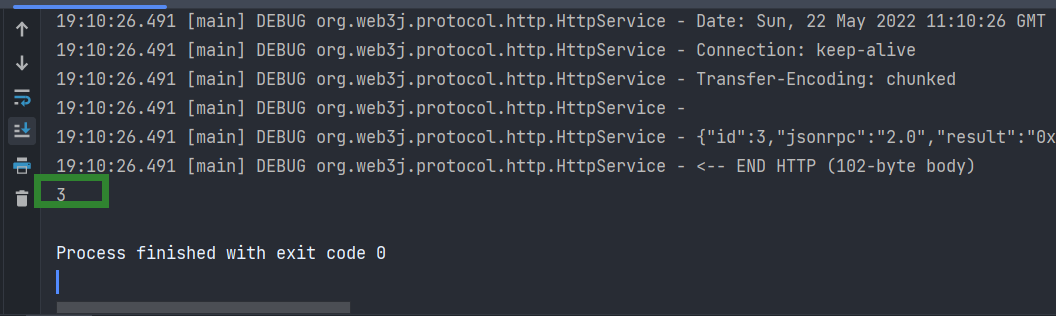 19:10:26.491 [main] DEBUG org.web3j.protocol.http.HttpService - Date: Sun, 22 May 2022 11:10:26 GMT
19:10:26.491 [main] DEBUG org.web3j.protocol.http.HttpService - Connection: keep-alive
19:10:26.491 [main] DEBUG org.web3j.protocol.http.HttpService - Transfer-Encoding: chunked
19:10:26.491 [main] DEBUG org.web3j.protocol.http.HttpService -
19:10:26.491 [main] DEBUG org.web3j.protocol.http.HttpService - {"id":3,"jsonrpc":"2.0","result":"0x
19:10:26.491 [main] DEBUG org.web3j.protocol.http.HttpService - <-- END HTTP (102-byte body)
3
Process finished with exit code 0